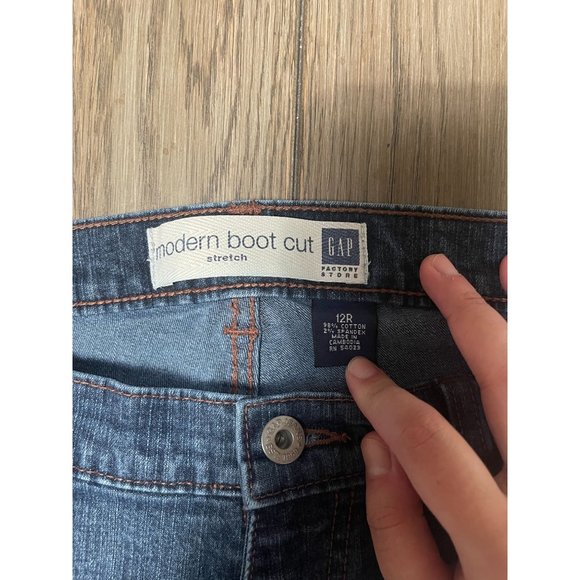 modern boot cut
stretch
GAP
FACTORY
STORE
12R
98% COTTON
2% SPANDEX
MADE IN
CAMBODIA
RN 54023